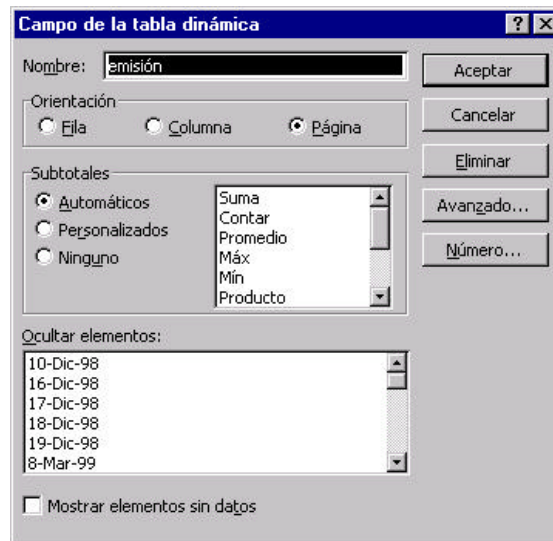 Campo de la tabla dinámica
Nombre: emisión
Aceptar
Orientación
Fila Columna Página
Cancelar
Eliminar
Subtotales
Automáticos
Personalizados
Ninguno
Suma
Contar
Promedio
Máx
Mín
Producto
Avanzado...
Número...
Ocultar elementos:
10-Dic-98
16-Dic-98
17-Dic-98
18-Dic-98
19-Dic-98
8-Mar-99
Mostrar elementos sin datos